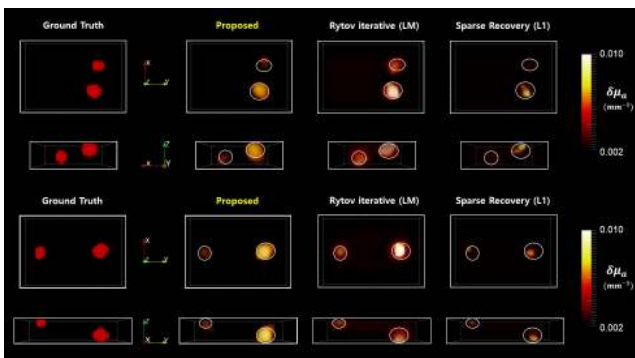 Ground Truth Proposed Rytov iterative (LM) Sparse Recovery (L1)
0.010
X
Z Y
δμₐ
(mm⁻¹)
0.002
Z
X Y
Ground Truth Proposed Rytov iterative (LM) Sparse Recovery (L1)
0.010
X
Z Y
δμₐ
(mm⁻¹)
0.002
Z
X Y